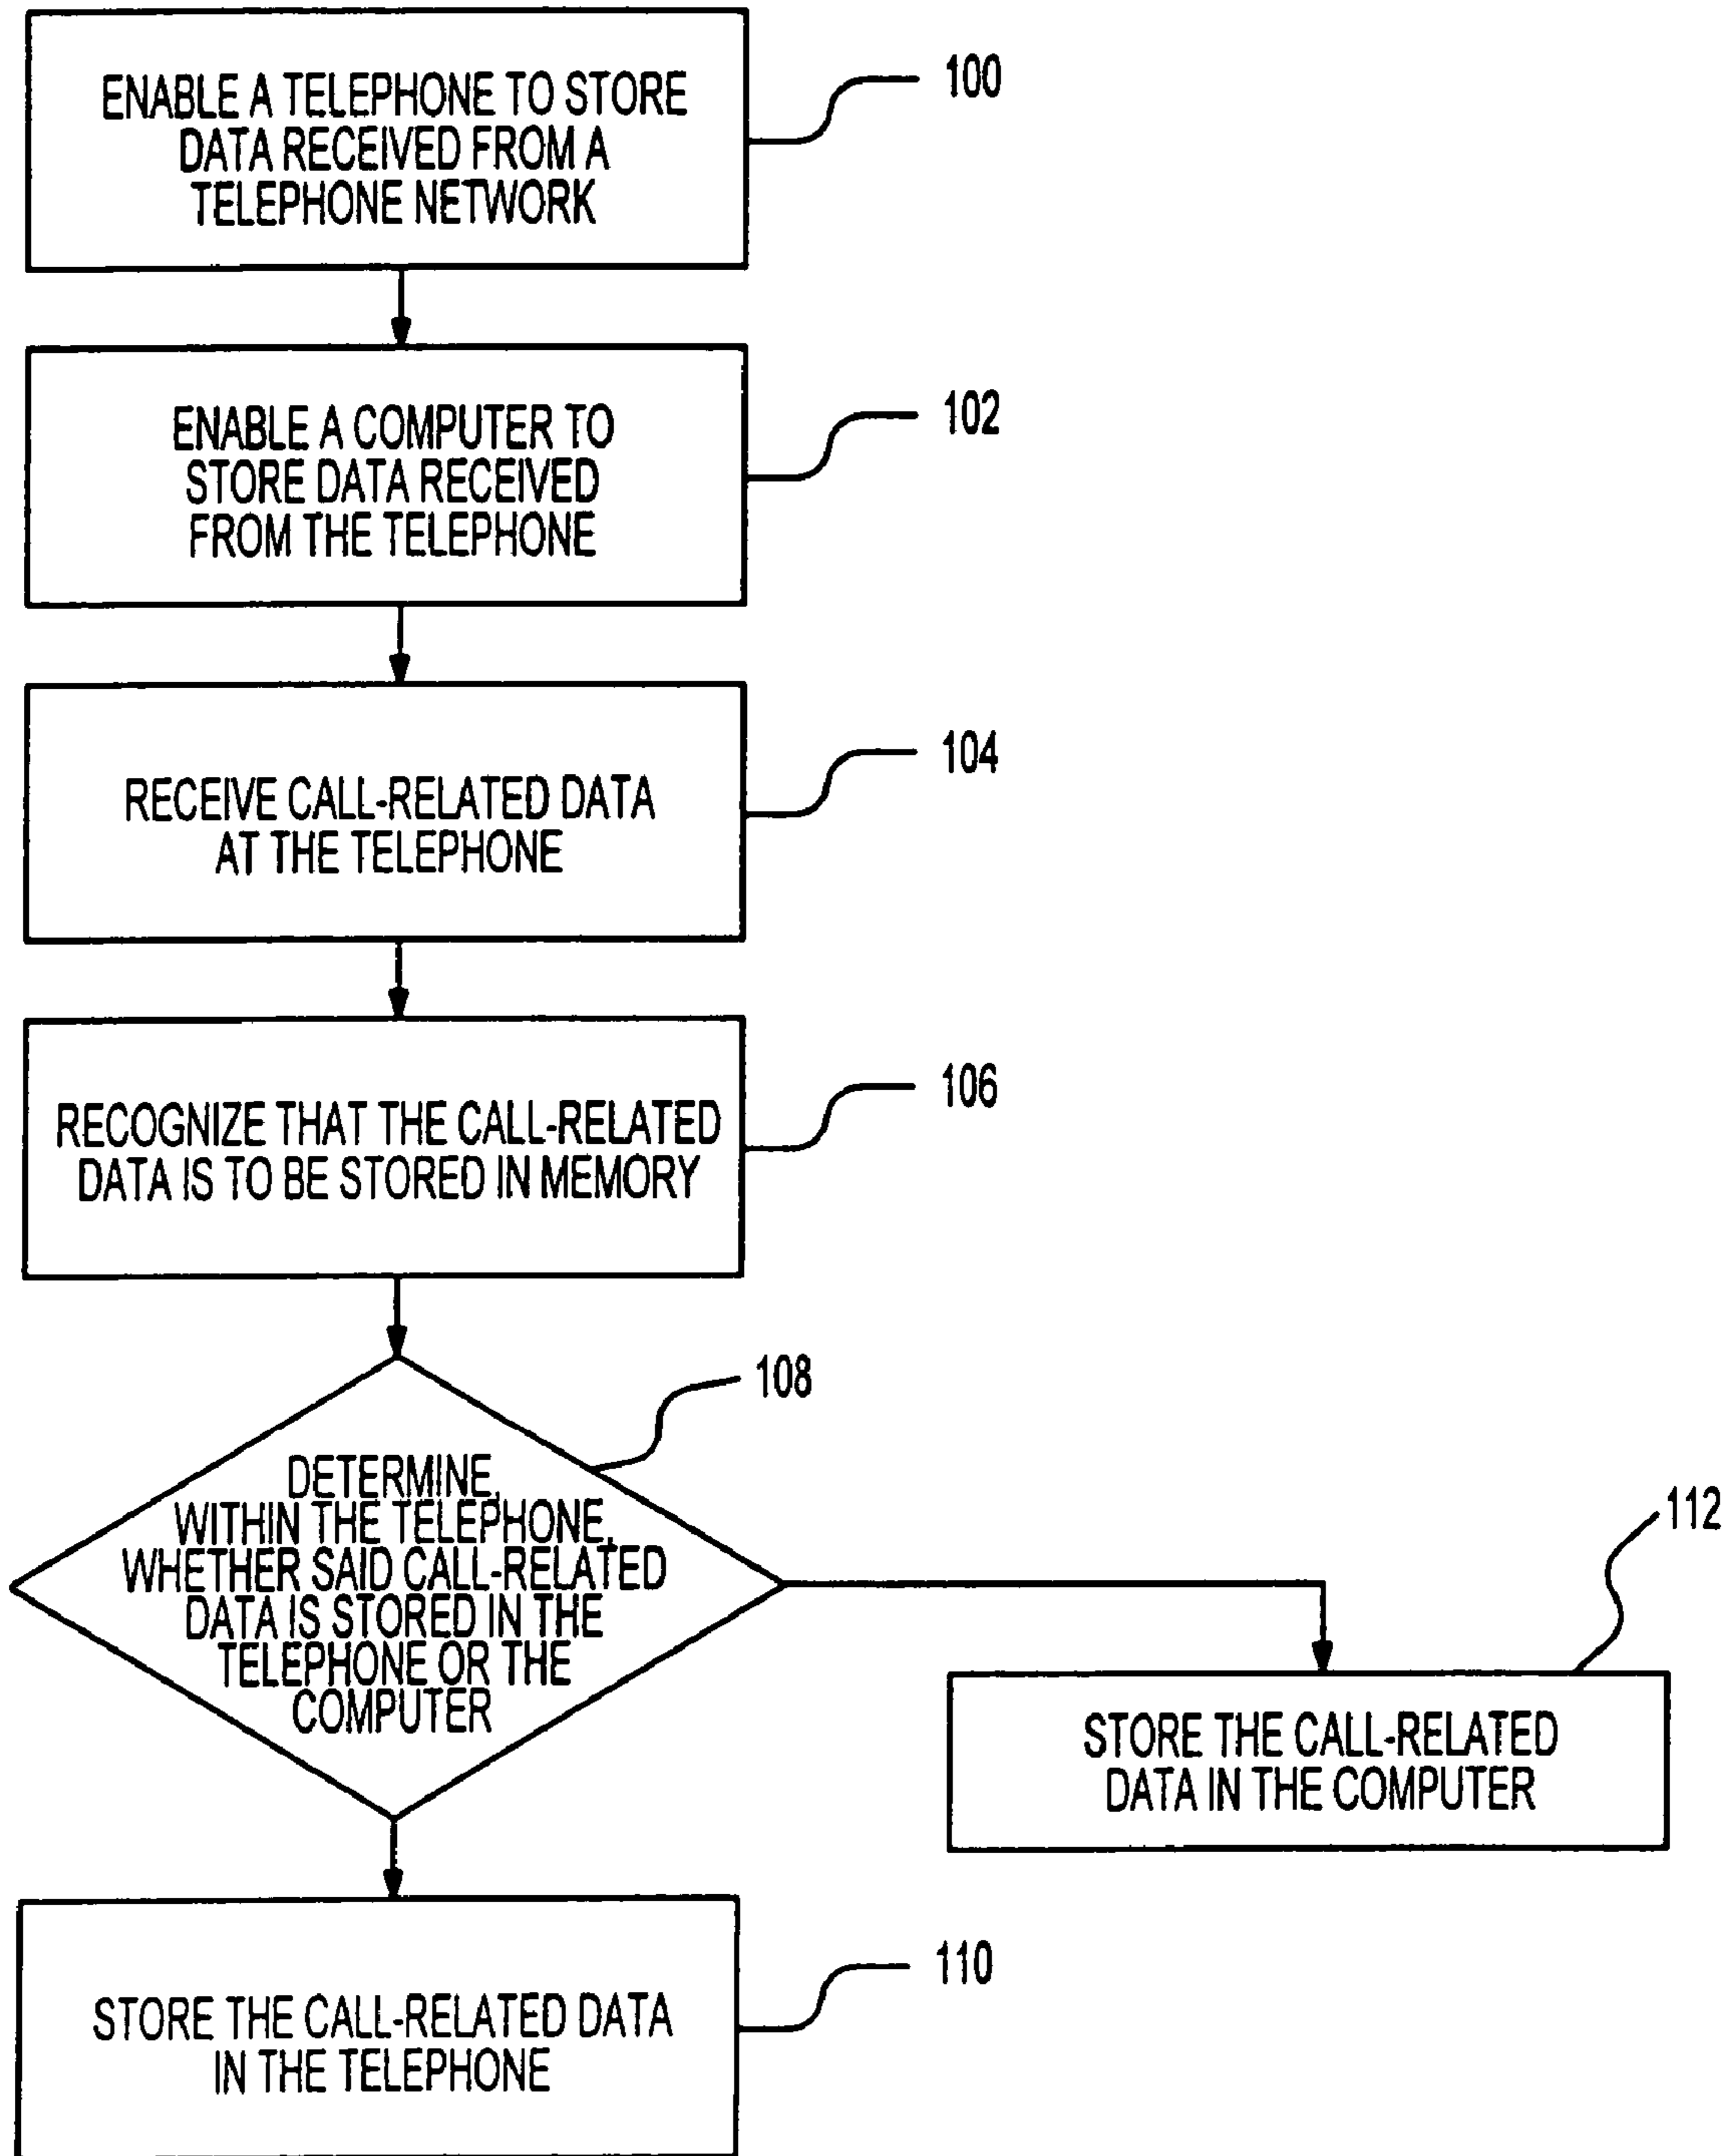 ENABLE A TELEPHONE TO STORE
DATA RECEIVED FROM A
TELEPHONE NETWORK
100
ENABLE A COMPUTER TO
STORE DATA RECEIVED
FROM THE TELEPHONE
102
RECEIVE CALL-RELATED DATA
AT THE TELEPHONE
104
RECOGNIZE THAT THE CALL-RELATED
DATA IS TO BE STORED IN MEMORY
106
DETERMINE,
WITHIN THE TELEPHONE,
WHETHER SAID CALL-RELATED
DATA IS STORED IN THE
TELEPHONE OR THE
COMPUTER
108
STORE THE CALL-RELATED
DATA IN THE COMPUTER
112
STORE THE CALL-RELATED DATA
IN THE TELEPHONE
110